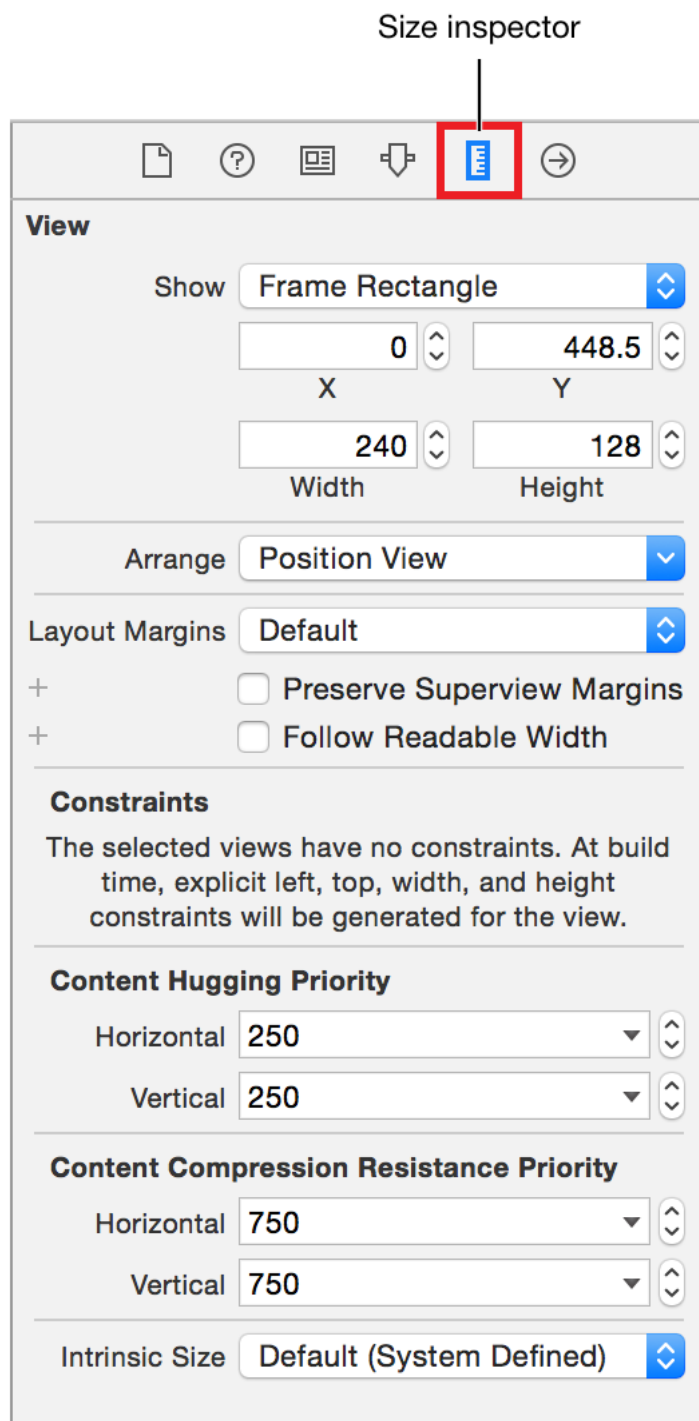 Size inspector
View
Show Frame Rectangle
0 448.5
X Y
240 128
Width Height
Arrange Position View
Layout Margins Default
Preserve Superview Margins
Follow Readable Width
Constraints
The selected views have no constraints. At build
time, explicit left, top, width, and height
constraints will be generated for the view.
Content Hugging Priority
Horizontal 250
Vertical 250
Content Compression Resistance Priority
Horizontal 750
Vertical 750
Intrinsic Size Default (System Defined)